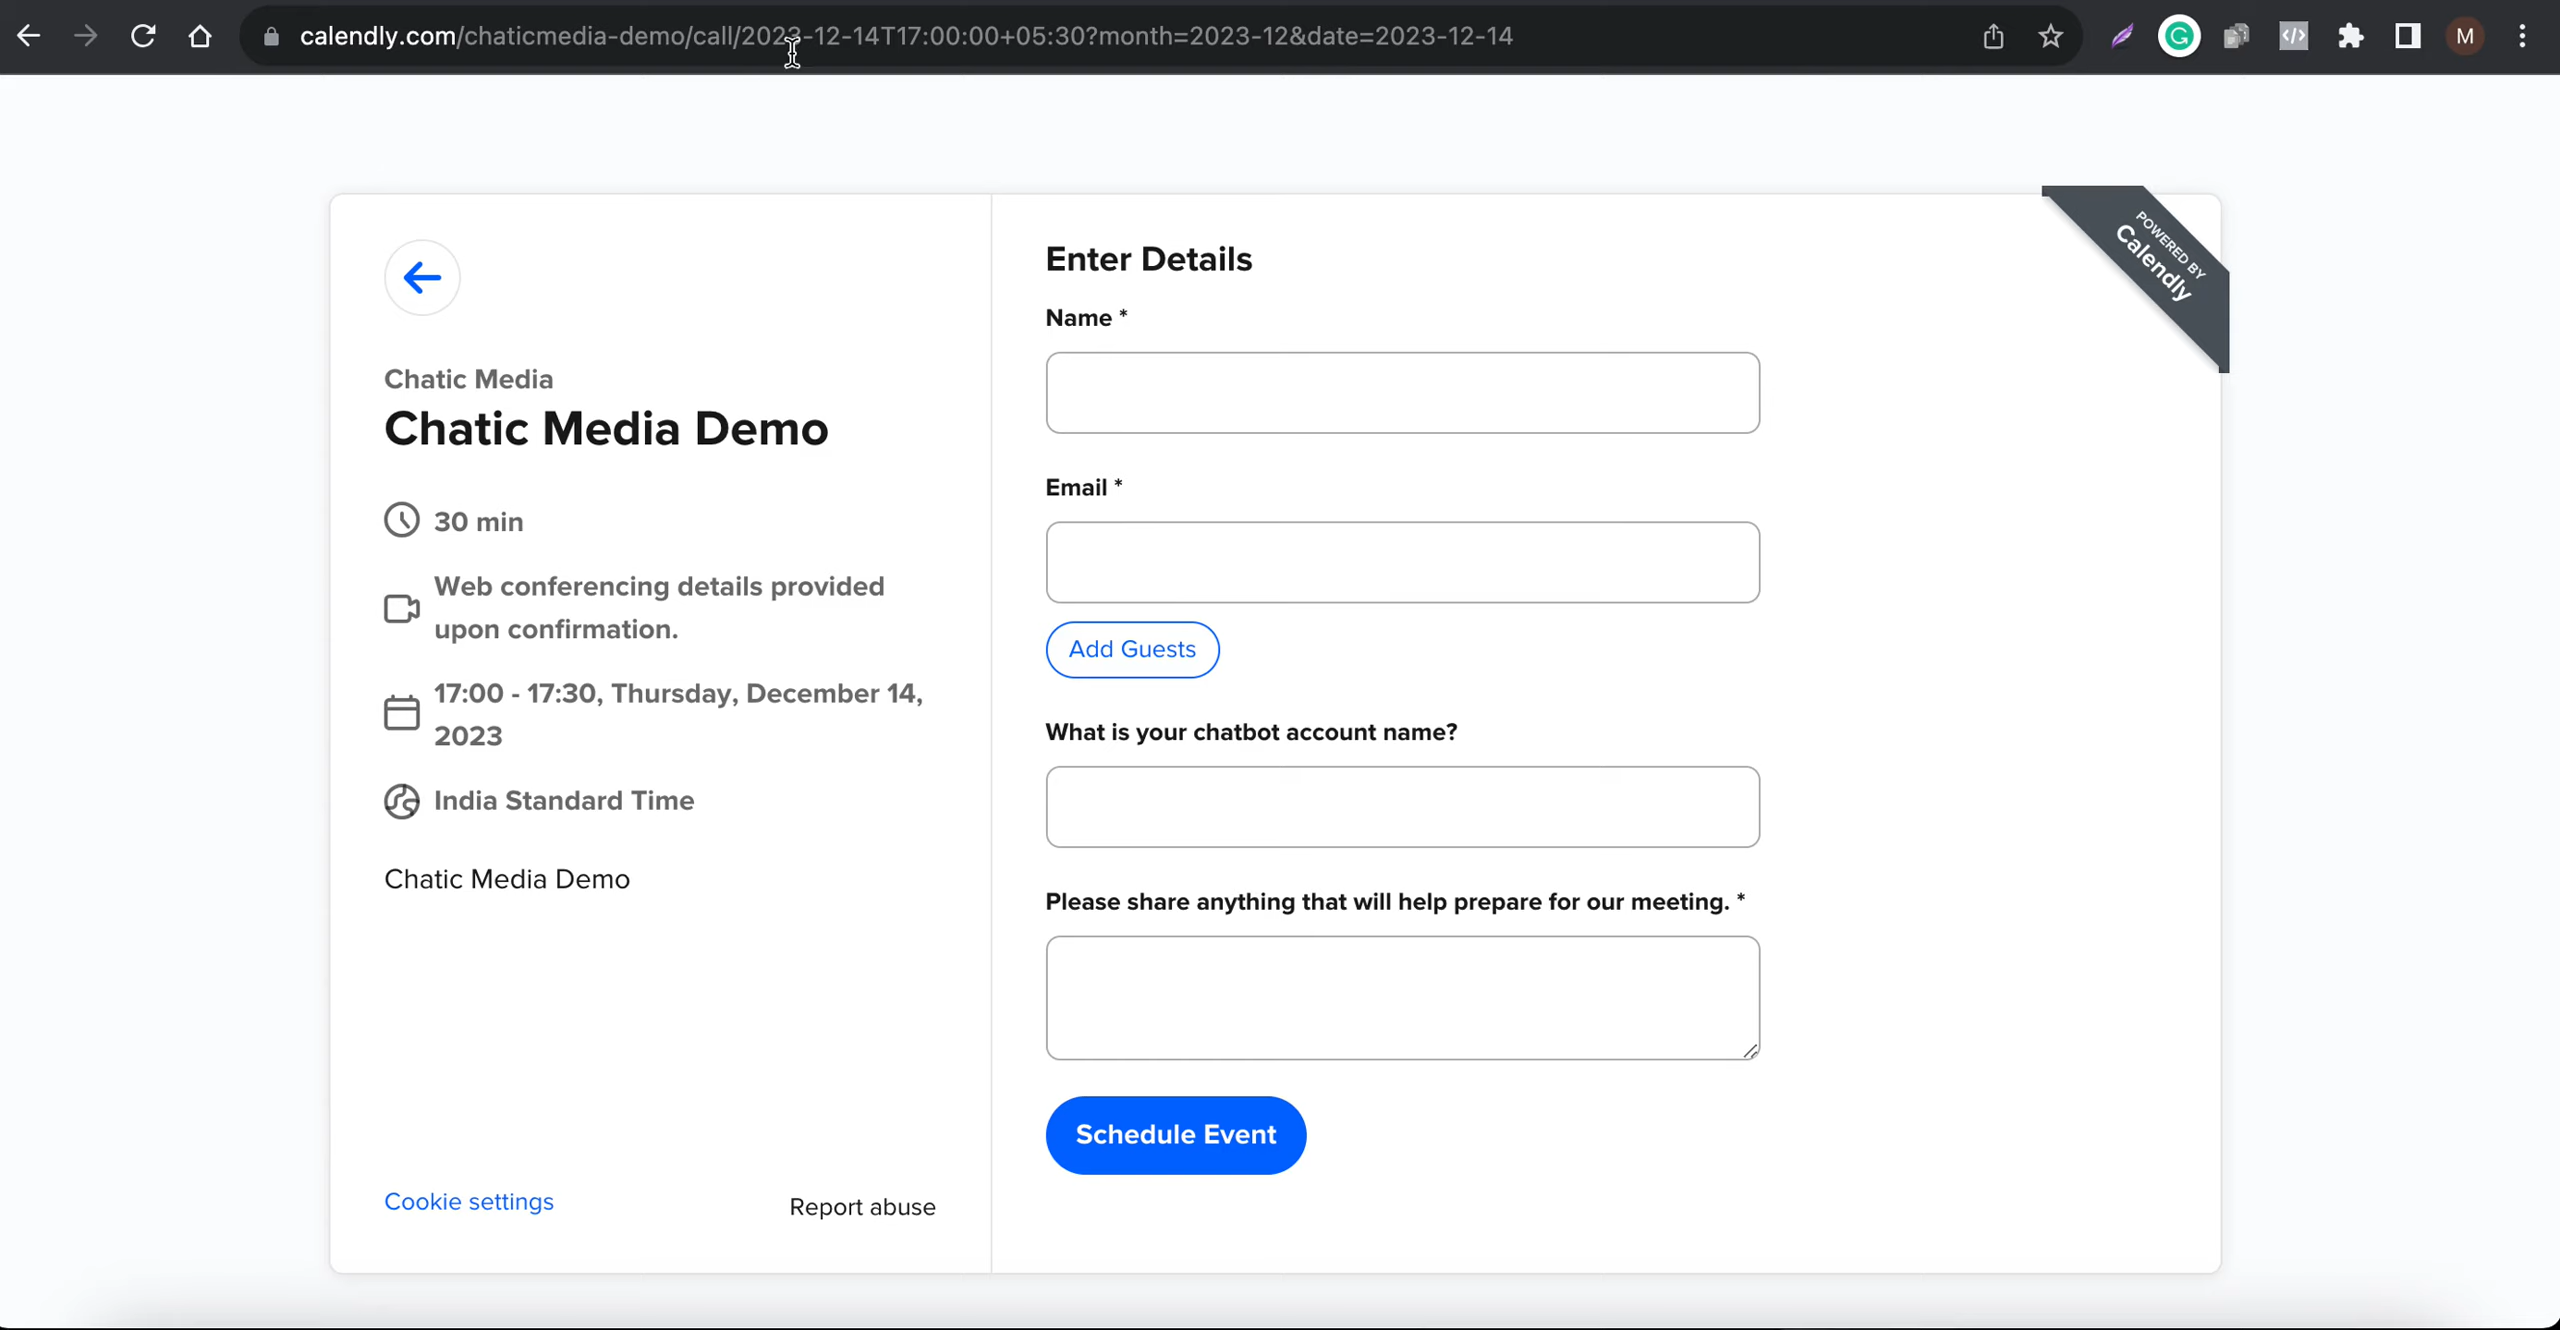 calendly.com/chaticmedia-demo/call/2023-12-14T17:00:00+05:30?month=2023-12&date=2023-12-14
M
POWERED BY
Calendly
Chatic Media
Chatic Media Demo
30 min
Web conferencing details provided
upon confirmation.
17:00 - 17:30, Thursday, December 14,
2023
India Standard Time
Chatic Media Demo
Cookie settings
Report abuse
Enter Details
Name *
Email *
Add Guests
What is your chatbot account name?
Please share anything that will help prepare for our meeting. *
Schedule Event